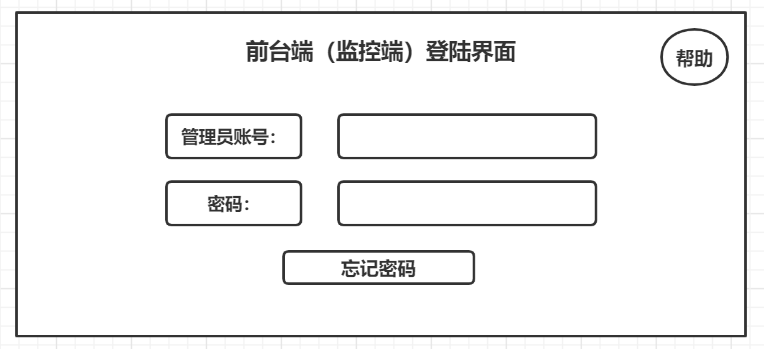 前台端（监控端）登陆界面
帮助
管理员账号：
密码：
忘记密码